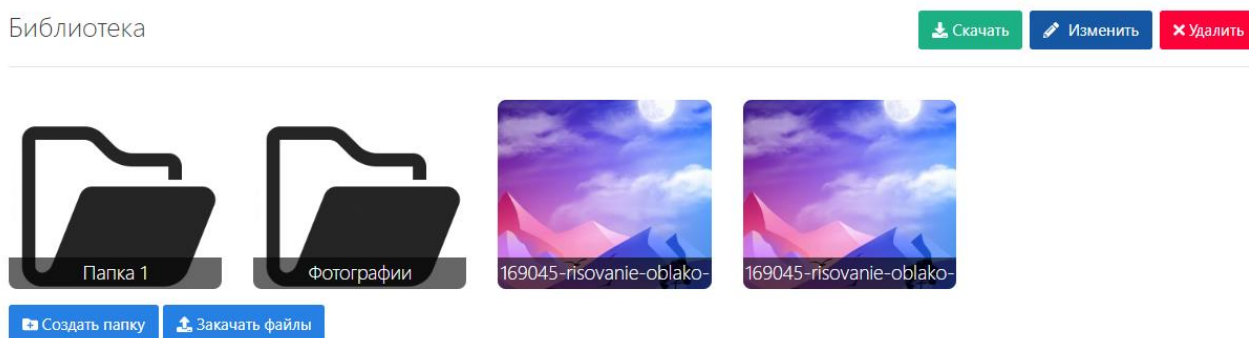 Библиотека
Скачать
Изменить
Удалить
Папка 1
Фотографии
169045-risovanie-oblako-
169045-risovanie-oblako-
Создать папку
Закачать файлы